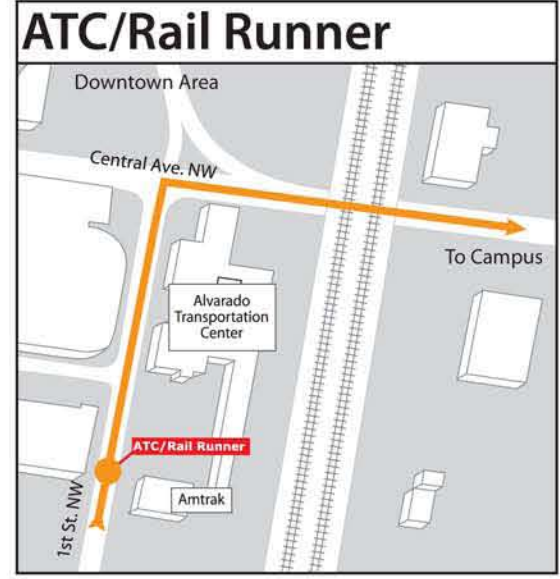 ATC/Rail Runner
Downtown Area
Central Ave. NW
To Campus
Alvarado
Transportation
Center
ATC/Rail Runner
Amtrak
1st St. NW